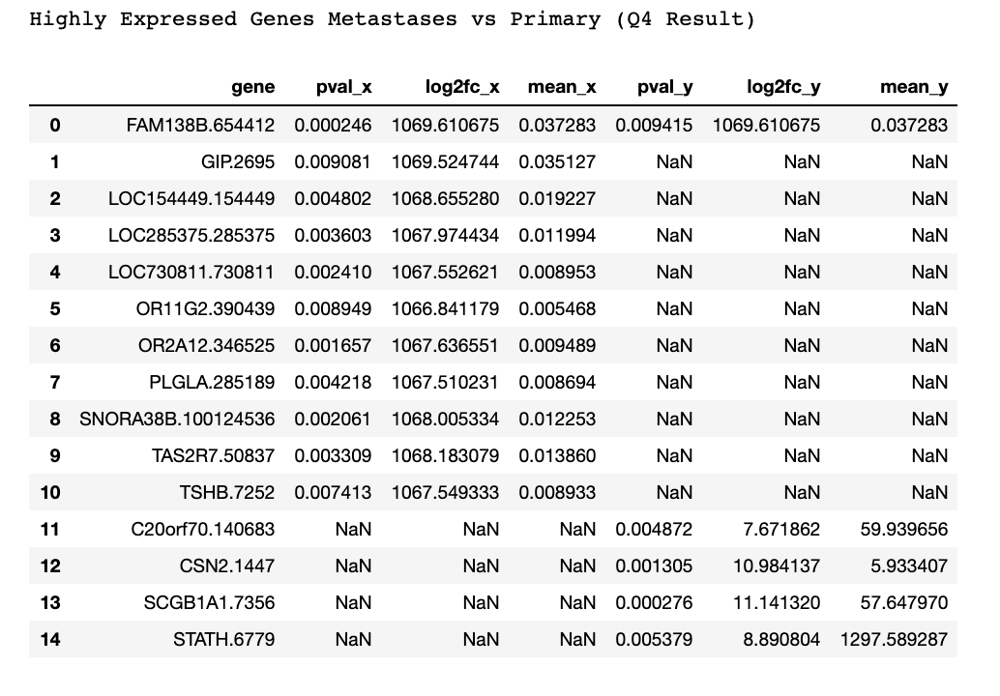 Highly Expressed Genes Metastases vs Primary (Q4 Result)
gene pval_x log2fc_x mean_x pval_y log2fc_y mean_y
0 FAM138B.654412 0.000246 1069.610675 0.037283 0.009415 1069.610675 0.037283
1 GIP.2695 0.009081 1069.524744 0.035127 NaN NaN NaN
2 LOC154449.154449 0.004802 1068.655280 0.019227 NaN NaN NaN
3 LOC285375.285375 0.003603 1067.974434 0.011994 NaN NaN NaN
4 LOC730811.730811 0.002410 1067.552621 0.008953 NaN NaN NaN
5 OR11G2.390439 0.008949 1066.841179 0.005468 NaN NaN NaN
6 OR2A12.346525 0.001657 1067.636551 0.009489 NaN NaN NaN
7 PLGLA.285189 0.004218 1067.510231 0.008694 NaN NaN NaN
8 SNORA38B.100124536 0.002061 1068.005334 0.012253 NaN NaN NaN
9 TAS2R7.50837 0.003309 1068.183079 0.013860 NaN NaN NaN
10 TSHB.7252 0.007413 1067.549333 0.008933 NaN NaN NaN
11 C20orf70.140683 NaN NaN NaN 0.004872 7.671862 59.939656
12 CSN2.1447 NaN NaN NaN 0.001305 10.984137 5.933407
13 SCGB1A1.7356 NaN NaN NaN 0.000276 11.141320 57.647970
14 STATH.6779 NaN NaN NaN 0.005379 8.890804 1297.589287